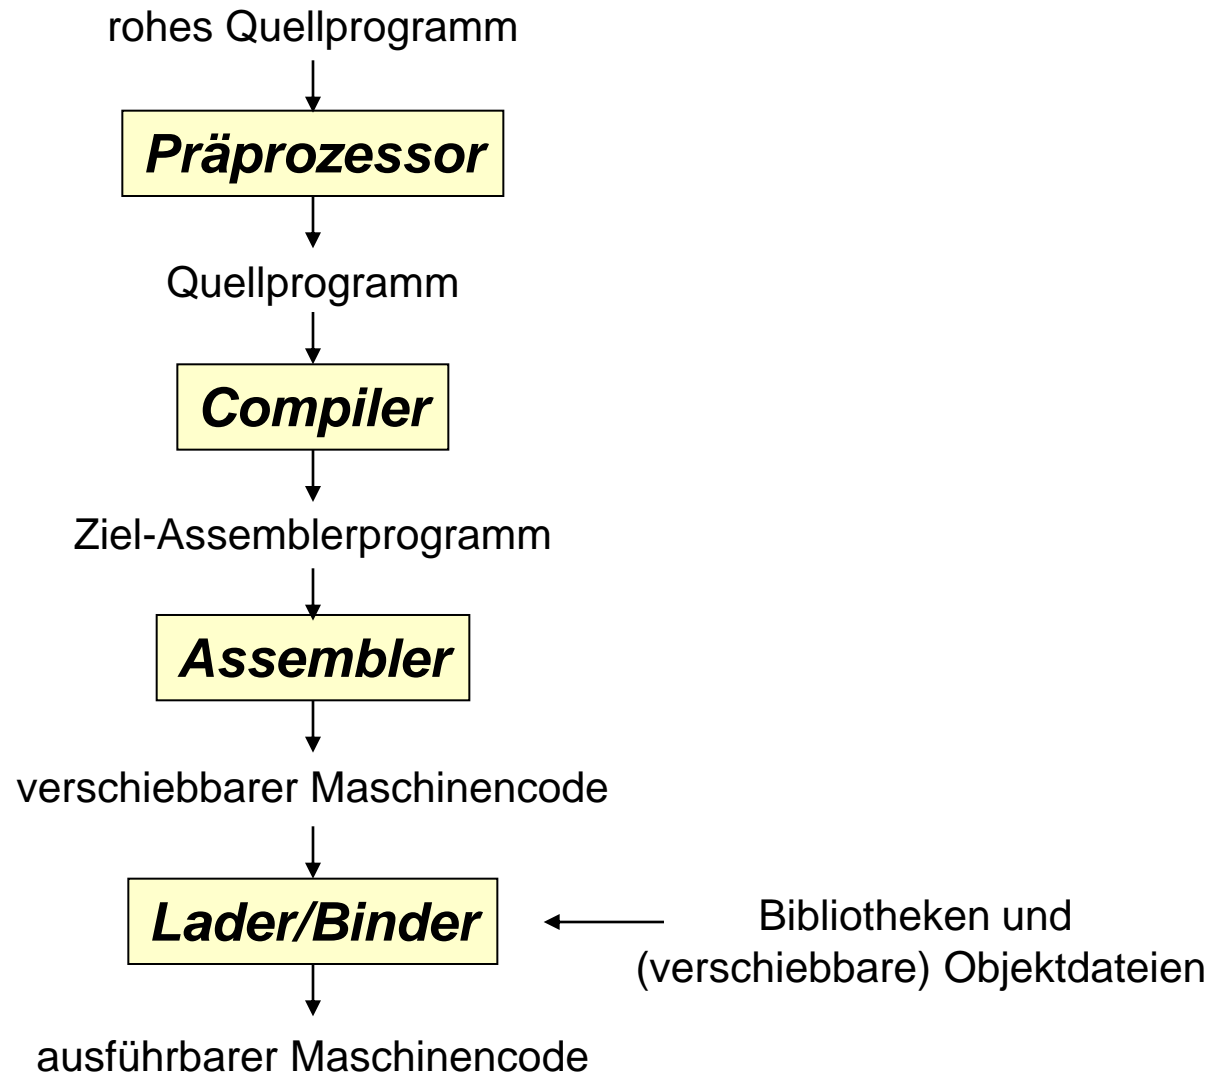 rohes Quellprogramm
Präprozessor
Quellprogramm
Compiler
Ziel-Assemblerprogramm
Assembler
verschiebbarer Maschinencode
Lader/Binder
Bibliotheken und
(verschiebbare) Objektdateien
ausführbarer Maschinencode